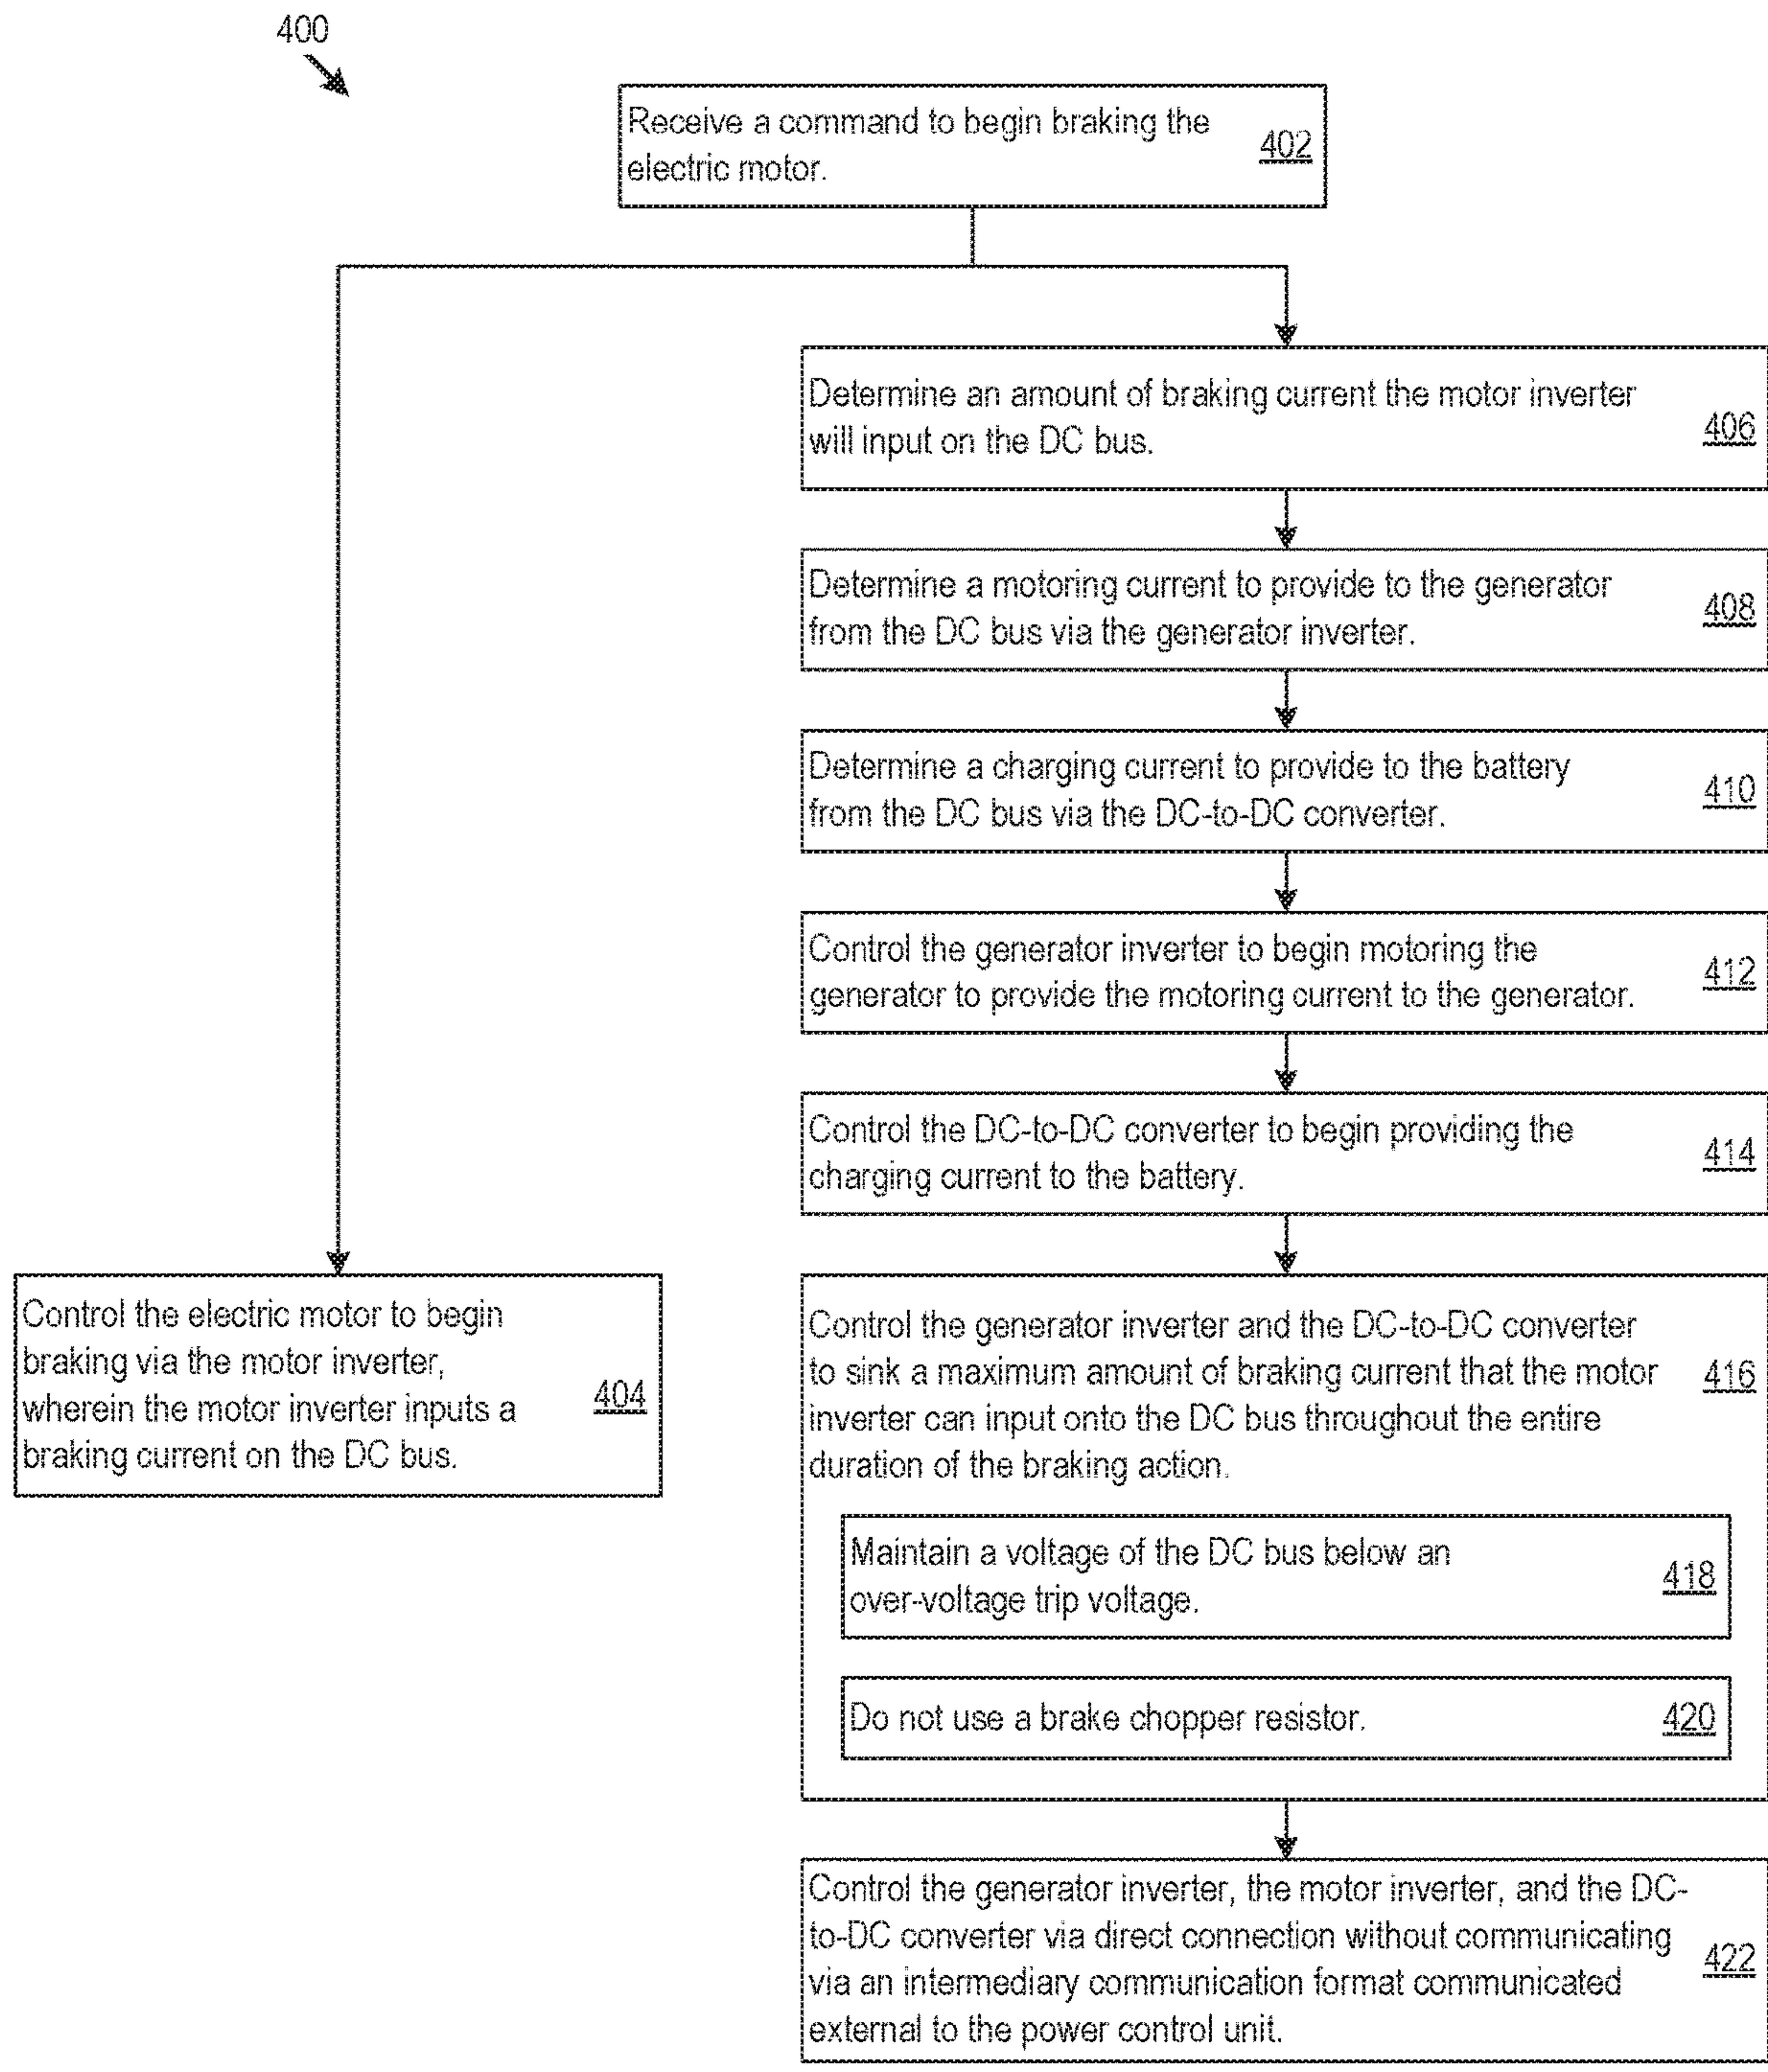 400
Receive a command to begin braking the
electric motor.
402
Determine an amount of braking current the motor inverter
will input on the DC bus.
406
Determine a motoring current to provide to the generator
from the DC bus via the generator inverter.
408
Determine a charging current to provide to the battery
from the DC bus via the DC-to-DC converter.
410
Control the generator inverter to begin motoring the
generator to provide the motoring current to the generator.
412
Control the DC-to-DC converter to begin providing the
charging current to the battery.
414
Control the electric motor to begin
braking via the motor inverter,
wherein the motor inverter inputs a
braking current on the DC bus.
404
Control the generator inverter and the DC-to-DC converter
to sink a maximum amount of braking current that the motor
inverter can input onto the DC bus throughout the entire
duration of the braking action.
416
Maintain a voltage of the DC bus below an
over-voltage trip voltage.
418
Do not use a brake chopper resistor.
420
Control the generator inverter, the motor inverter, and the DC-
to-DC converter via direct connection without communicating
via an intermediary communication format communicated
external to the power control unit.
422